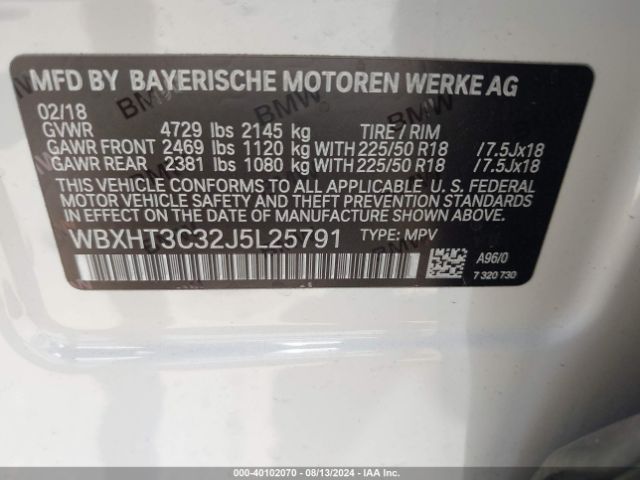 MFD BY BAYERISCHE MOTOREN WERKE AG
02/18
GVWR 4729 lbs 2145 kg TIRE / RIM
GAWR FRONT 2469 lbs 1120 kg WITH 225/50 R18 /7.5Jx18
GAWR REAR 2381 lbs 1080 kg WITH 225/50 R18 /7.5Jx18
THIS VEHICLE CONFORMS TO ALL APPLICABLE U. S. FEDERAL
MOTOR VEHICLE SAFETY AND THEFT PREVENTION STANDARDS
IN EFFECT ON THE DATE OF MANUFACTURE SHOWN ABOVE.
WBXHT3C32J5L25791 TYPE: MPV
A96/0
7 320 730
000-40102070 - 08/13/2024 - IAAI.COM